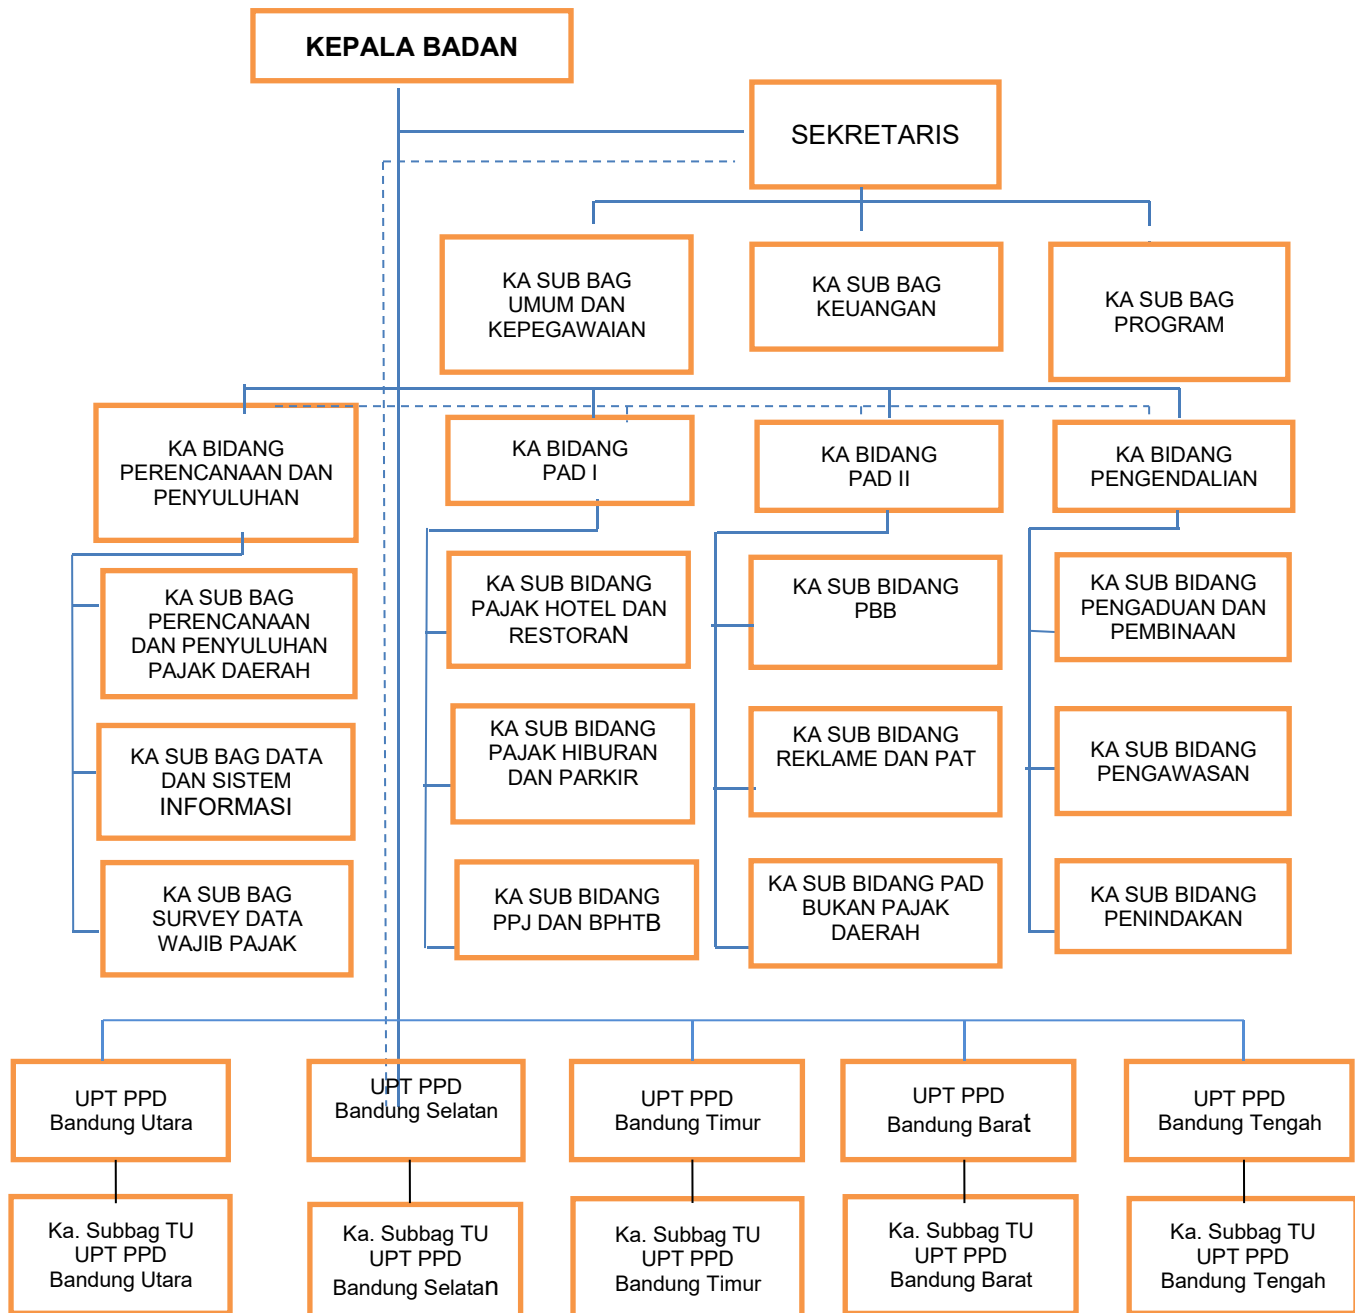 KEPALA BADAN
SEKRETARIS
KA SUB BAG
UMUM DAN
KEPEGAWAIAN
KA SUB BAG
KEUANGAN
KA SUB BAG
PROGRAM
KA BIDANG
PERENCANAAN DAN
PENYULUHAN
KA BIDANG
PAD I
KA BIDANG
PAD II
KA BIDANG
PENGENDALIAN
KA SUB BAG
PERENCANAAN
DAN PENYULUHAN
PAJAK DAERAH
KA SUB BIDANG
PAJAK HOTEL DAN
RESTORAN
KA SUB BIDANG
PBB
KA SUB BIDANG
PENGADUAN DAN
PEMBINAAN
KA SUB BAG DATA
DAN SISTEM
INFORMASI
KA SUB BIDANG
PAJAK HIBURAN
DAN PARKIR
KA SUB BIDANG
REKLAME DAN PAT
KA SUB BIDANG
PENGAWASAN
KA SUB BAG
SURVEY DATA
WAJIB PAJAK
KA SUB BIDANG
PPJ DAN BPHTB
KA SUB BIDANG PAD
BUKAN PAJAK
DAERAH
KA SUB BIDANG
PENINDAKAN
UPT PPD
Bandung Utara
UPT PPD
Bandung Selatan
UPT PPD
Bandung Timur
UPT PPD
Bandung Barat
UPT PPD
Bandung Tengah
Ka. Subbag TU
UPT PPD
Bandung Utara
Ka. Subbag TU
UPT PPD
Bandung Selatan
Ka. Subbag TU
UPT PPD
Bandung Timur
Ka. Subbag TU
UPT PPD
Bandung Barat
Ka. Subbag TU
UPT PPD
Bandung Tengah